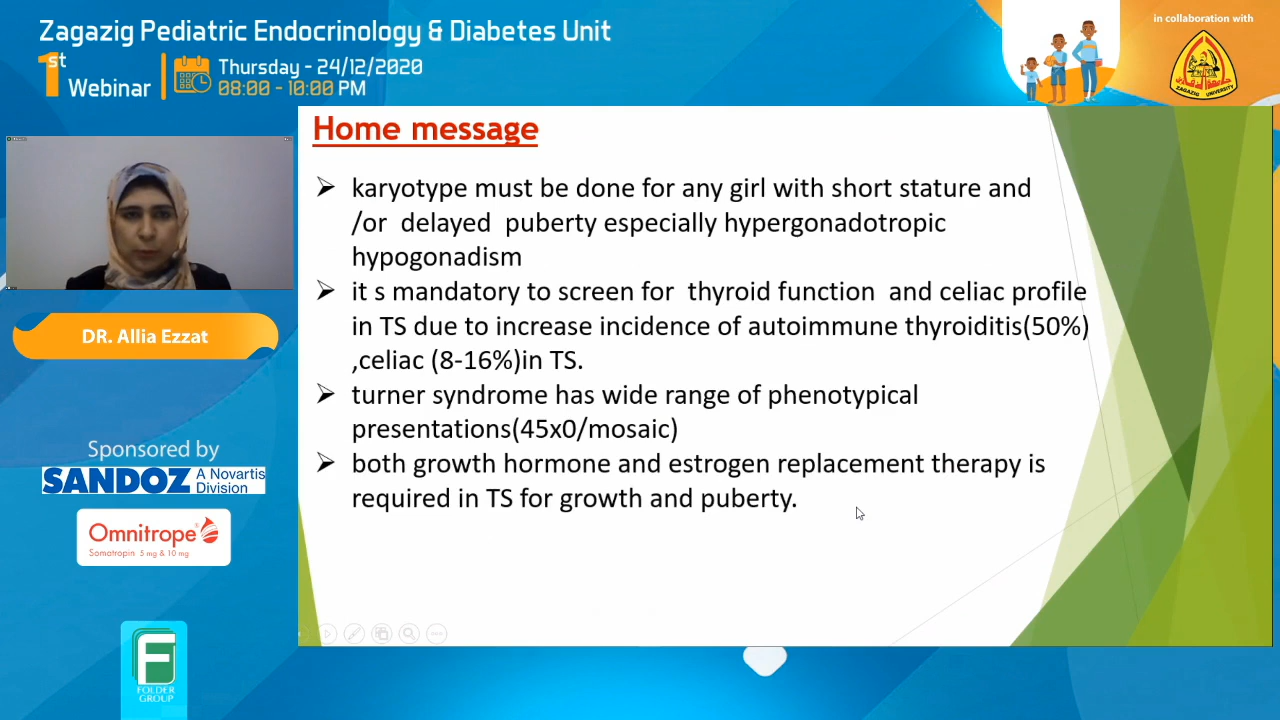 Zagazig Pediatric Endocrinology & Diabetes Unit
1st Webinar
Thursday - 24/12/2020
08:00 - 10:00 PM
in collaboration with
ZAGAZIG UNIVERSITY
Home message
karyotype must be done for any girl with short stature and
/or delayed puberty especially hypergonadotropic
hypogonadism
it s mandatory to screen for thyroid function and celiac profile
in TS due to increase incidence of autoimmune thyroiditis(50%)
,celiac (8-16%)in TS.
turner syndrome has wide range of phenotypical
presentations(45x0/mosaic)
both growth hormone and estrogen replacement therapy is
required in TS for growth and puberty.
DR. Allia Ezzat
Sponsored by
SANDOZ A Novartis
Division
Omnitrope®
Somatropin 5 mg & 10 mg
F
FOLDER
GROUP